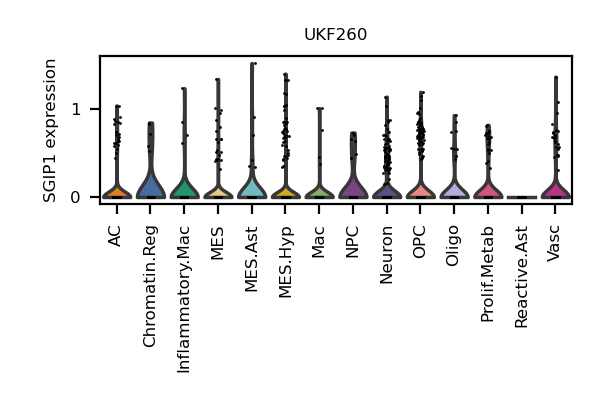 UKF260
SGIP1 expression
1
0
AC
Chromatin.Reg
Inflammatory.Mac
MES
MES.Ast
MES.Hyp
Mac
NPC
Neuron
OPC
Oligo
Prolif.Metab
Reactive.Ast
Vasc